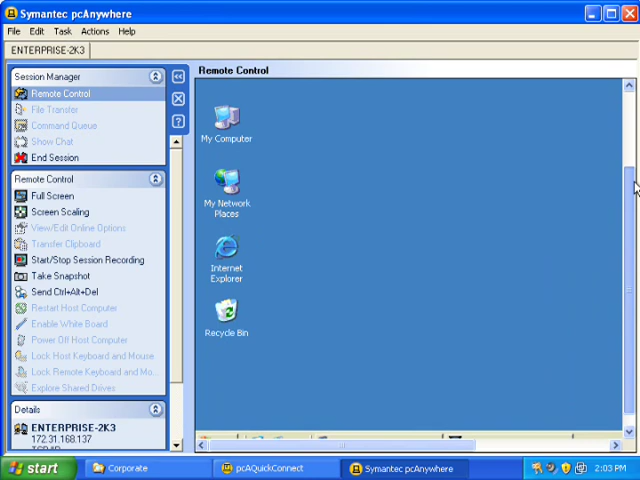 Symantec pcAnywhere
File Edit Task Actions Help
ENTERPRISE-2K3
Session Manager
Remote Control
File Transfer
Command Queue
Show Chat
End Session
Remote Control
Full Screen
Screen Scaling
View/Edit Online Options
Transfer Clipboard
Start/Stop Session Recording
Take Snapshot
Send Ctrl+Alt+Del
Restart Host Computer
Enable White Board
Power Off Host Computer
Lock Host Keyboard and Mouse
Lock Remote Keyboard and Mo...
Explore Shared Drives
Details
ENTERPRISE-2K3
172.31.168.137
Remote Control
My Computer
My Network
Places
Internet
Explorer
Recycle Bin
start
Corporate
pcAQuickConnect
Symantec pcAnywhere
2:03 PM